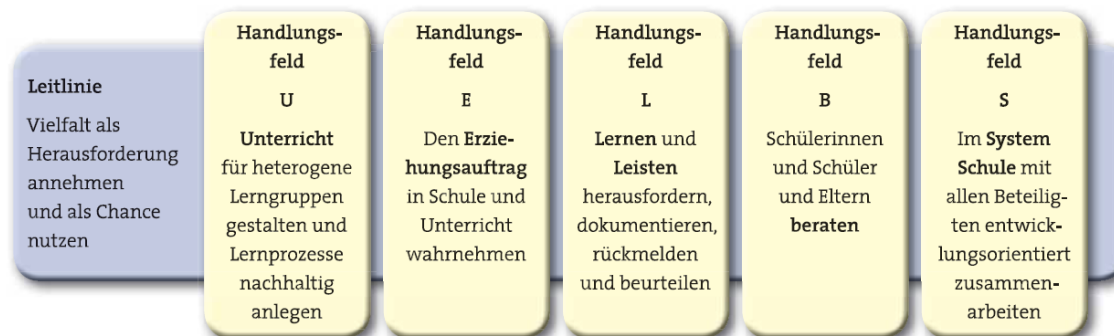 Leitlinie
Vielfalt als
Herausforderung
annehmen
und als Chance
nutzen
Handlungs-
feld
U
Unterricht
für heterogene
Lerngruppen
gestalten und
Lernprozesse
nachhaltig
anlegen
Handlungs-
feld
E
Den Erzie-
hungsauftrag
in Schule und
Unterricht
wahrnehmen
Handlungs-
feld
L
Lernen und
Leisten
herausfordern,
dokumentieren,
rückmelden
und beurteilen
Handlungs-
feld
B
Schülerinnen
und Schüler
und Eltern
beraten
Handlungs-
feld
S
Im System
Schule mit
allen Beteilig-
ten entwick-
lungsorientiert
zusammen-
arbeiten